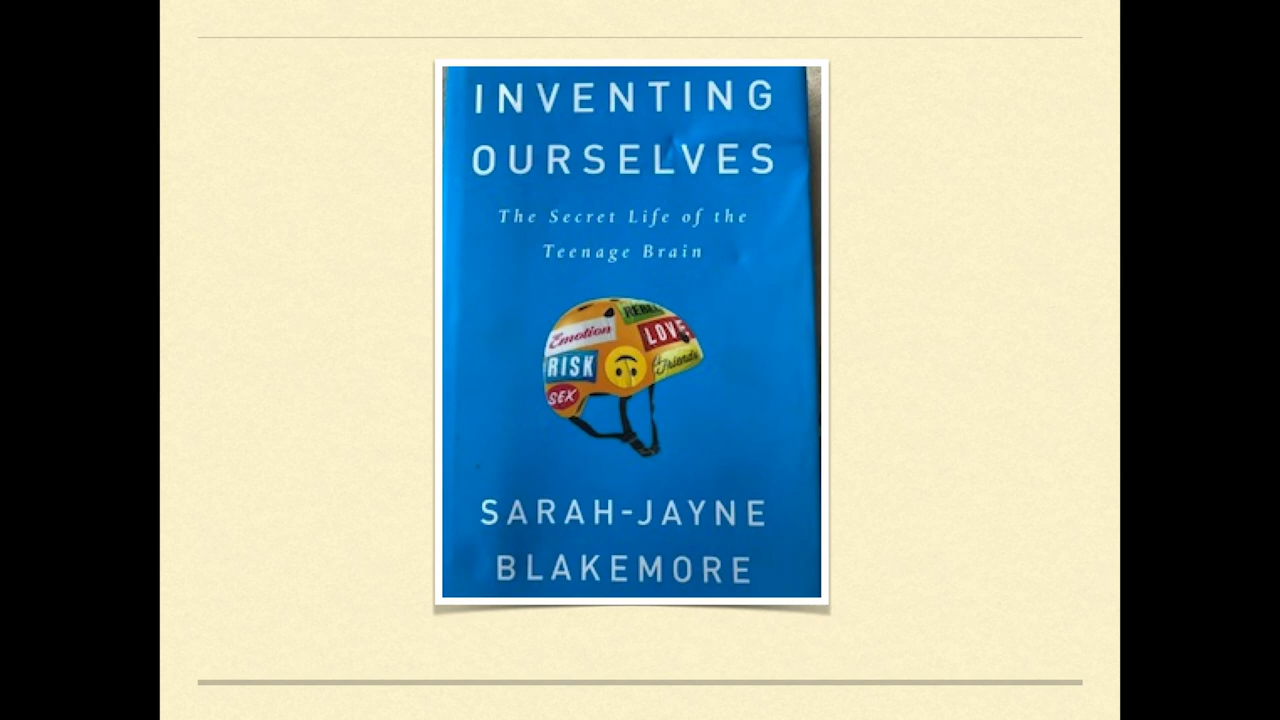 INVENTING
OURSELVES
The Secret Life of the
Teenage Brain
REBEL
Emotion
LOVE
RISK
Friends
SEX
SARAH-JAYNE
BLAKEMORE